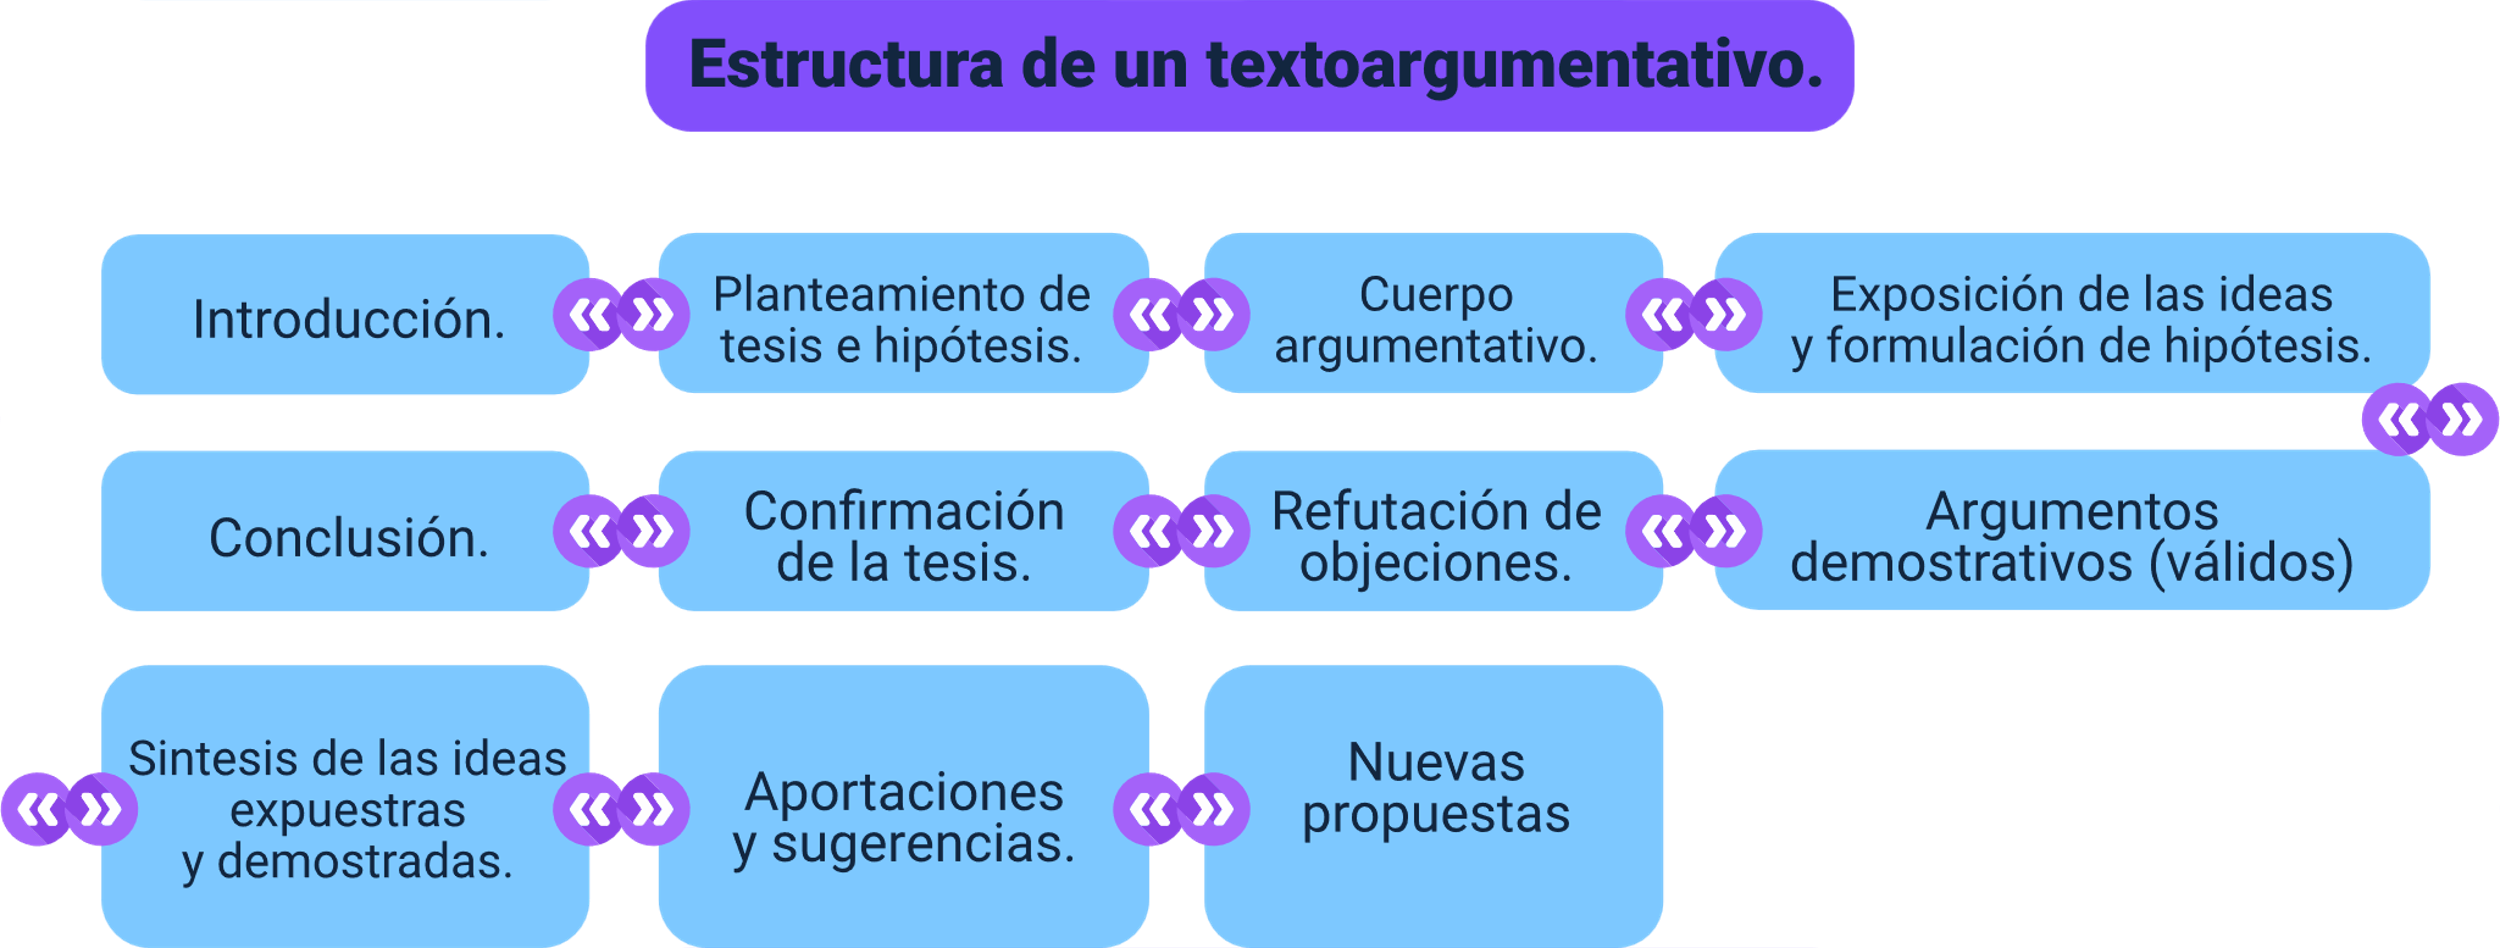 Estructura de un textoargumentativo.
Introducción.
Planteamiento de
tesis e hipótesis.
Cuerpo
argumentativo.
Exposición de las ideas
y formulación de hipótesis.
Conclusión.
Confirmación
de la tesis.
Refutación de
objeciones.
Argumentos
demostrativos (válidos)
Sintesis de las ideas
expuestras
y demostradas.
Aportaciones
y sugerencias.
Nuevas
propuestas